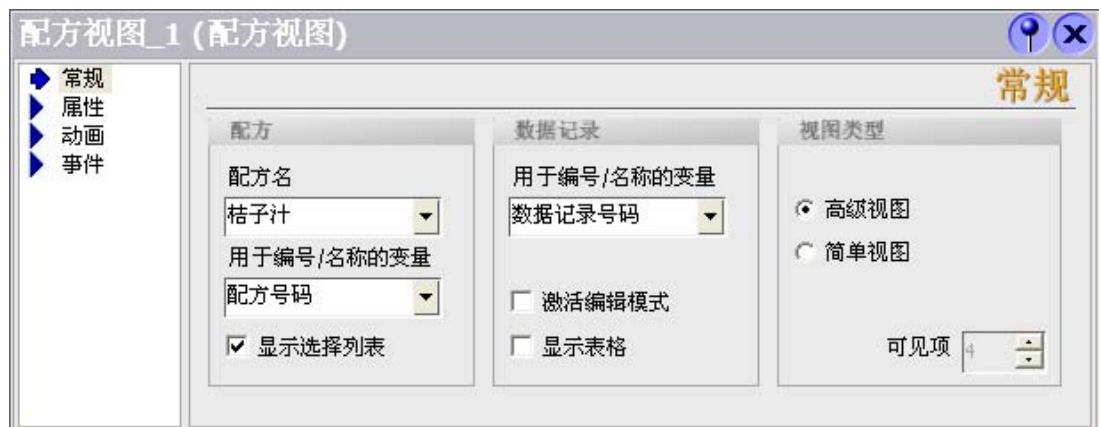 配方视图_1 (配方视图)
常规
属性
动画
事件
常规
配方
配方名
桔子汁
用于编号/名称的变量
配方号码
显示选择列表
数据记录
用于编号/名称的变量
数据记录号码
激活编辑模式
显示表格
视图类型
高级视图
简单视图
可见项 4